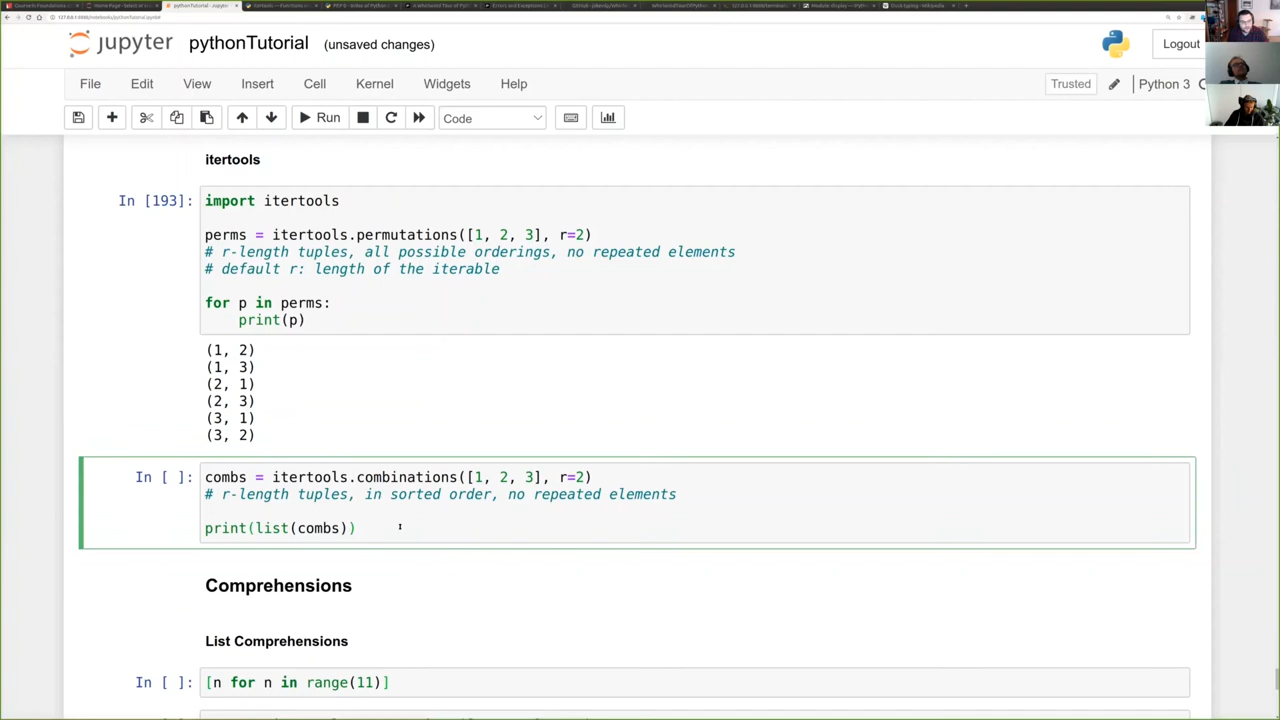 jupyter pythonTutorial (unsaved changes)
Logout
File Edit View Insert Cell Kernel Widgets Help
Trusted
Python 3
Run
Code
itertools
In [193]:
import itertools
perms = itertools.permutations([1, 2, 3], r=2)
# r-length tuples, all possible orderings, no repeated elements
# default r: length of the iterable
for p in perms:
print(p)
(1, 2)
(1, 3)
(2, 1)
(2, 3)
(3, 1)
(3, 2)
In [ ]:
combs = itertools.combinations([1, 2, 3], r=2)
# r-length tuples, in sorted order, no repeated elements
print(list(combs))
Comprehensions
List Comprehensions
In [ ]:
[n for n in range(11)]